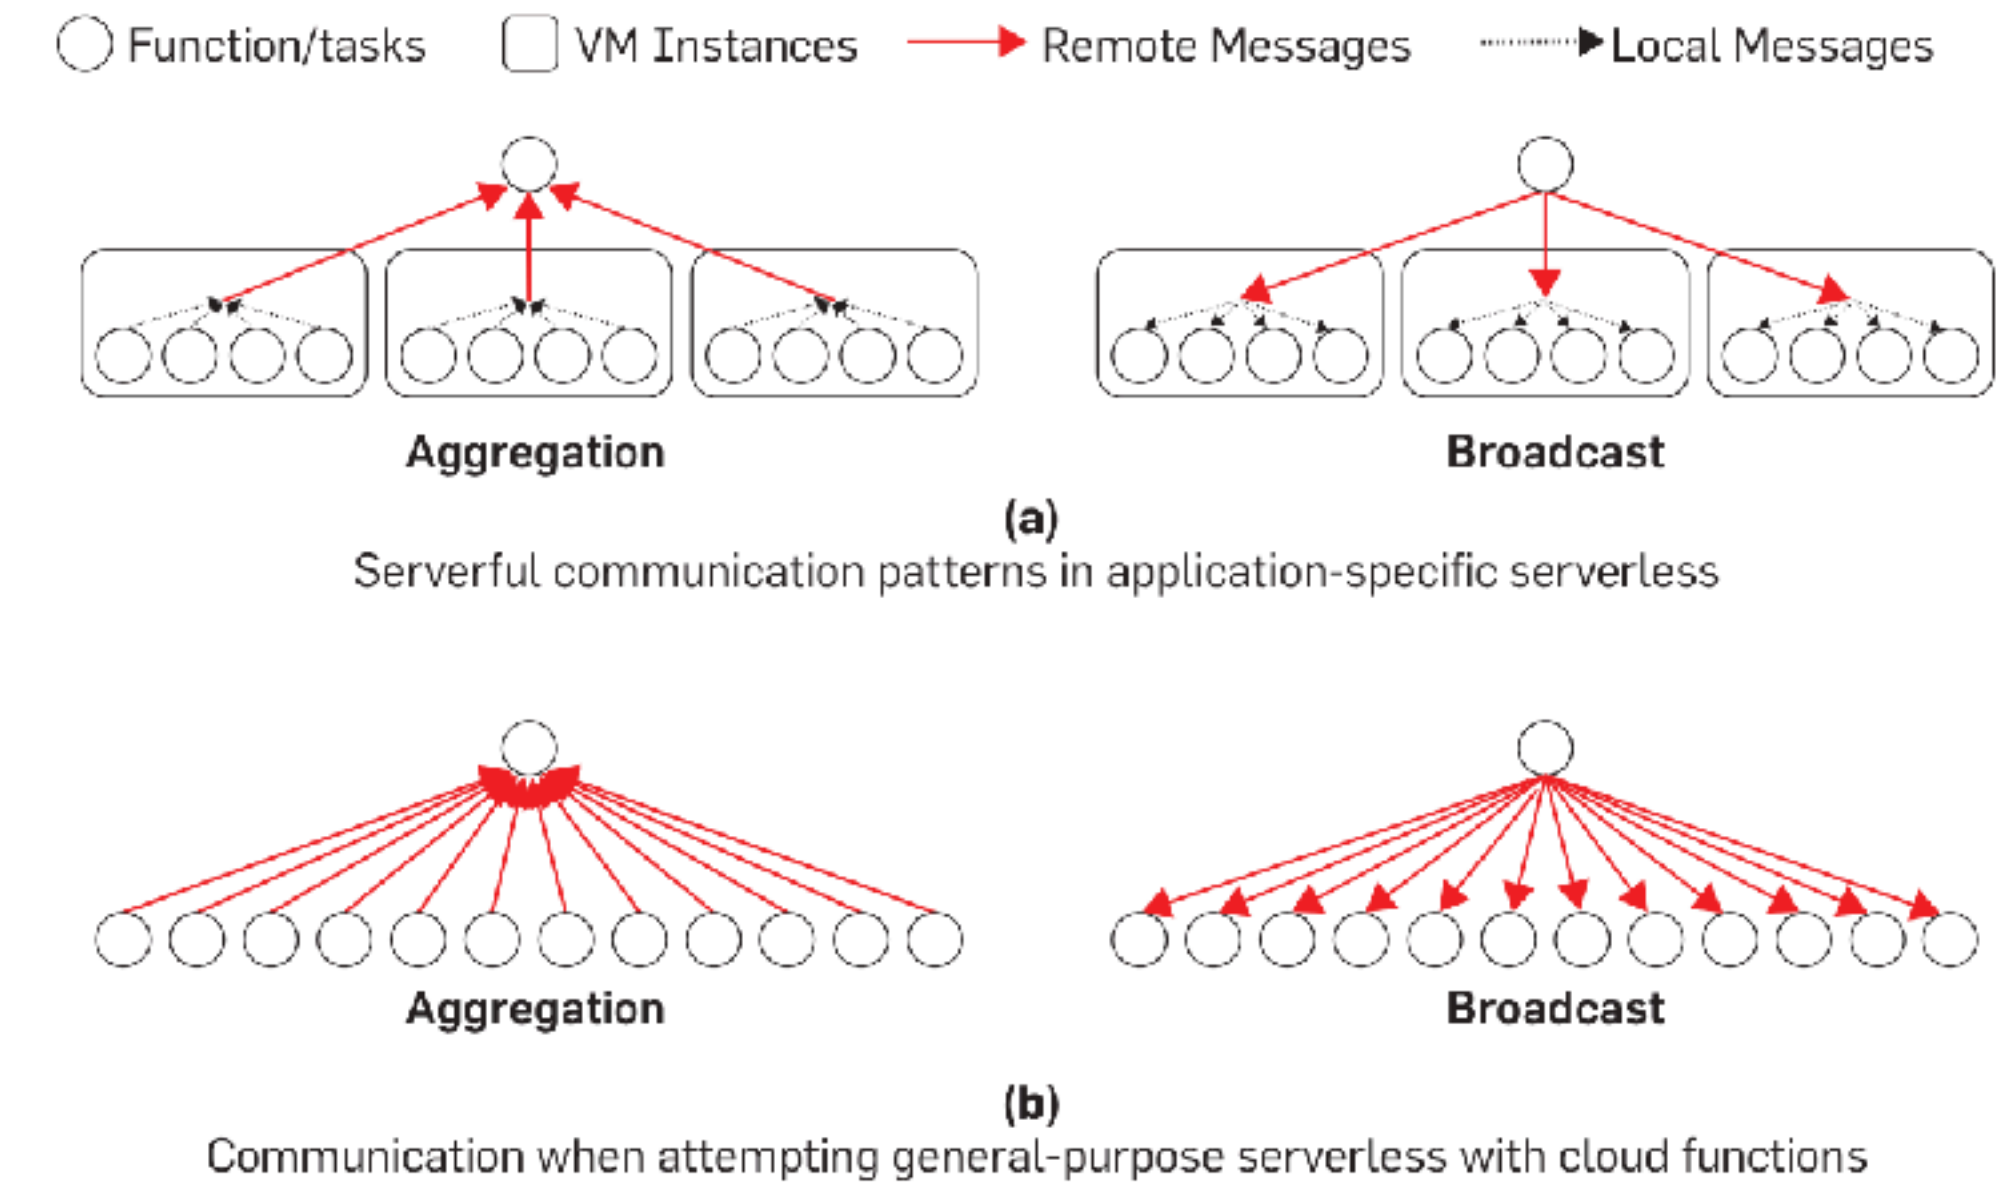 Function/tasks VM Instances Remote Messages Local Messages
Aggregation Broadcast
(a)
Serverful communication patterns in application-specific serverless
Aggregation Broadcast
(b)
Communication when attempting general-purpose serverless with cloud functions